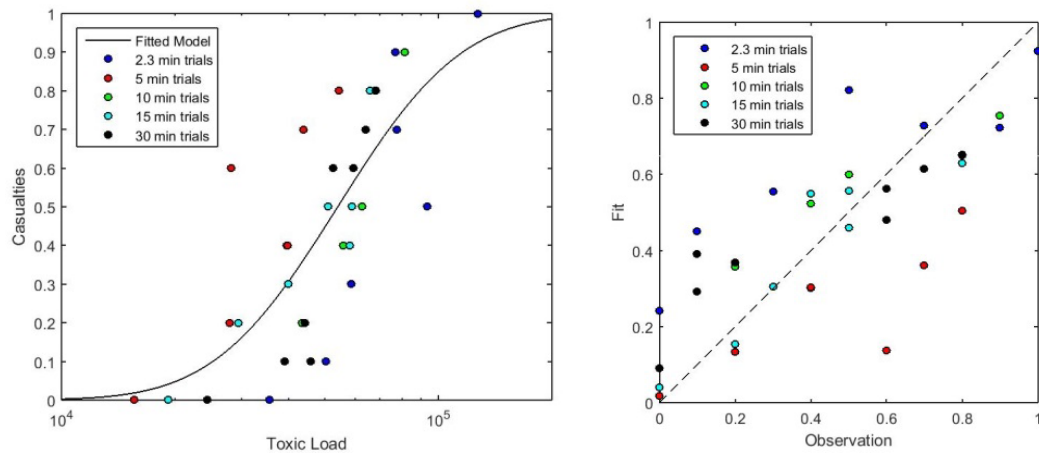 1
0.9
0.8
0.7
0.6
0.5
0.4
0.3
0.2
0.1
0
Casualties
Fitted Model
2.3 min trials
5 min trials
10 min trials
15 min trials
30 min trials
10⁴
10⁵
Toxic Load
1
0.8
0.6
0.4
0.2
0
Fit
2.3 min trials
5 min trials
10 min trials
15 min trials
30 min trials
0
0.2
0.4
0.6
0.8
1
Observation